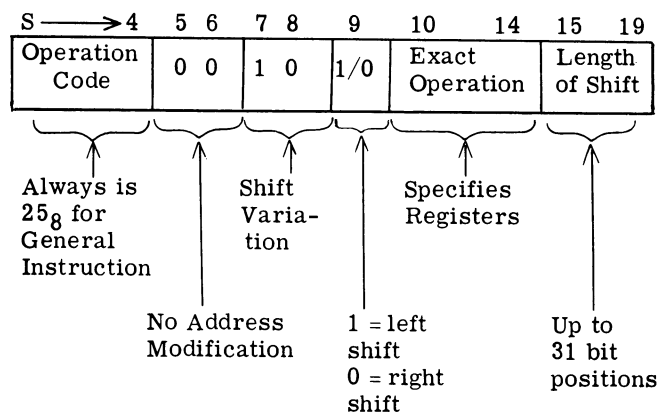 S ⟶ 4 5 6 7 8 9 10 14 15 19
Operation Code
0 0
1 0
1/0
Exact Operation
Length of Shift
Always is
25₈ for
General
Instruction
Shift
Varia-
tion
Specifies
Registers
No Address
Modification
1 = left
shift
0 = right
shift
Up to
31 bit
positions